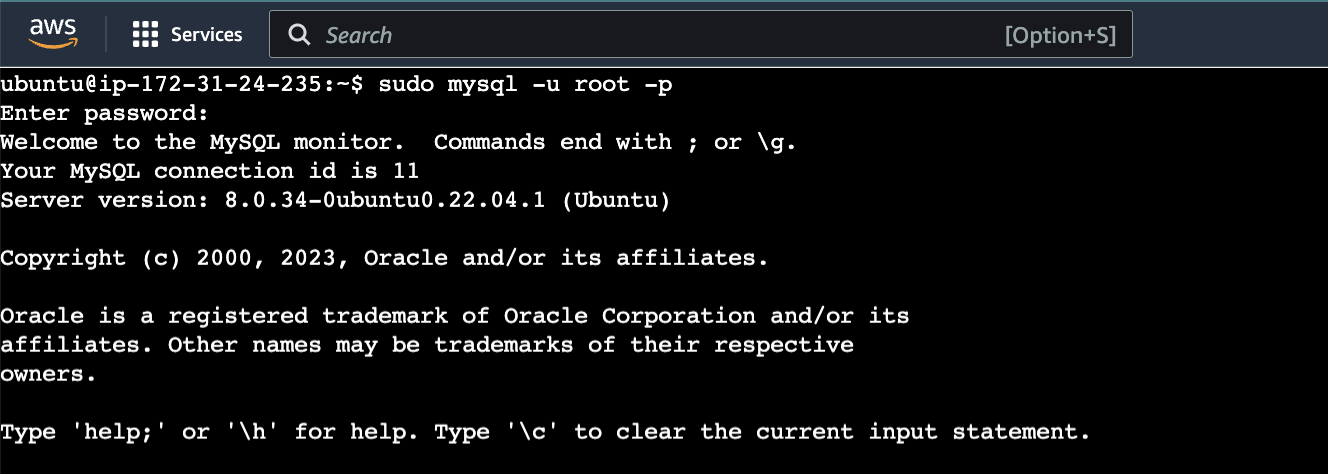 aws
Services
Search
[Option+S]
ubuntu@ip-172-31-24-235:~$ sudo mysql -u root -p
Enter password:
Welcome to the MySQL monitor.  Commands end with ; or \g.
Your MySQL connection id is 11
Server version: 8.0.34-0ubuntu0.22.04.1 (Ubuntu)
Copyright (c) 2000, 2023, Oracle and/or its affiliates.
Oracle is a registered trademark of Oracle Corporation and/or its
affiliates. Other names may be trademarks of their respective
owners.
Type 'help;' or '\h' for help. Type '\c' to clear the current input statement.